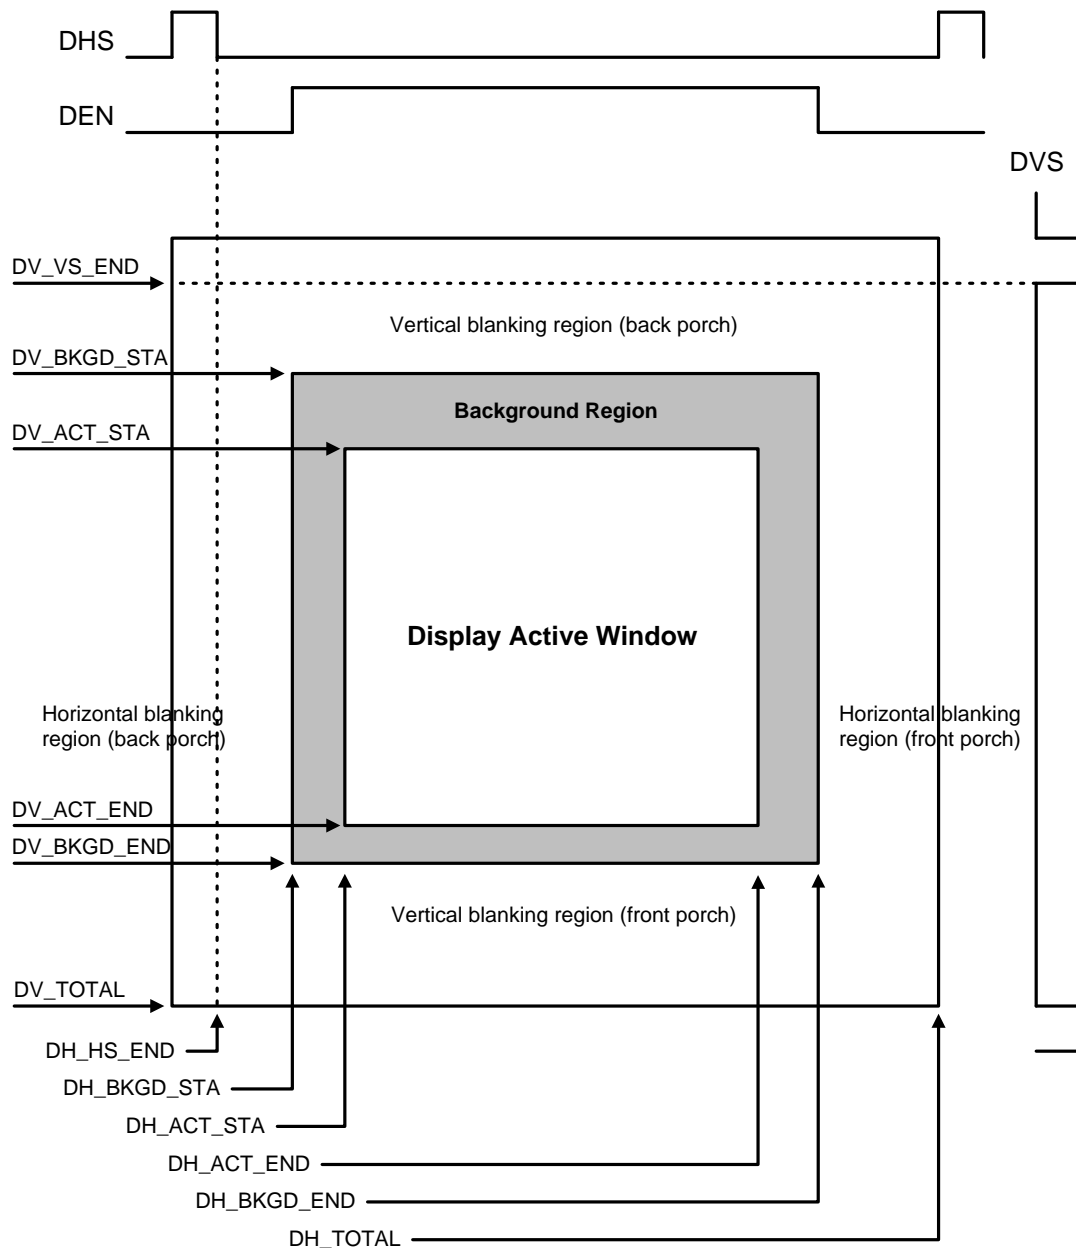 DHS
DEN
DVS
DV_VS_END
Vertical blanking region (back porch)
DV_BKGD_STA
Background Region
DV_ACT_STA
Display Active Window
Horizontal blanking
region (back porch)
Horizontal blanking
region (front porch)
DV_ACT_END
DV_BKGD_END
Vertical blanking region (front porch)
DV_TOTAL
DH_HS_END
DH_BKGD_STA
DH_ACT_STA
DH_ACT_END
DH_BKGD_END
DH_TOTAL